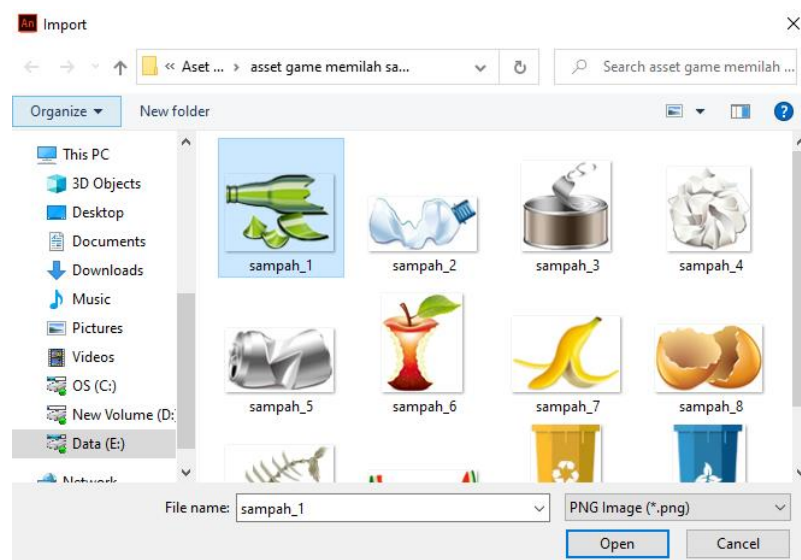 An Import
« Aset ... › asset game memilah sa...
Search asset game memilah ...
Organize
New folder
This PC
3D Objects
Desktop
Documents
Downloads
Music
Pictures
Videos
OS (C:)
New Volume (D:)
Data (E:)
Network
sampah_1 sampah_2 sampah_3 sampah_4
sampah_5 sampah_6 sampah_7 sampah_8
File name: sampah_1
PNG Image (*.png)
Open Cancel